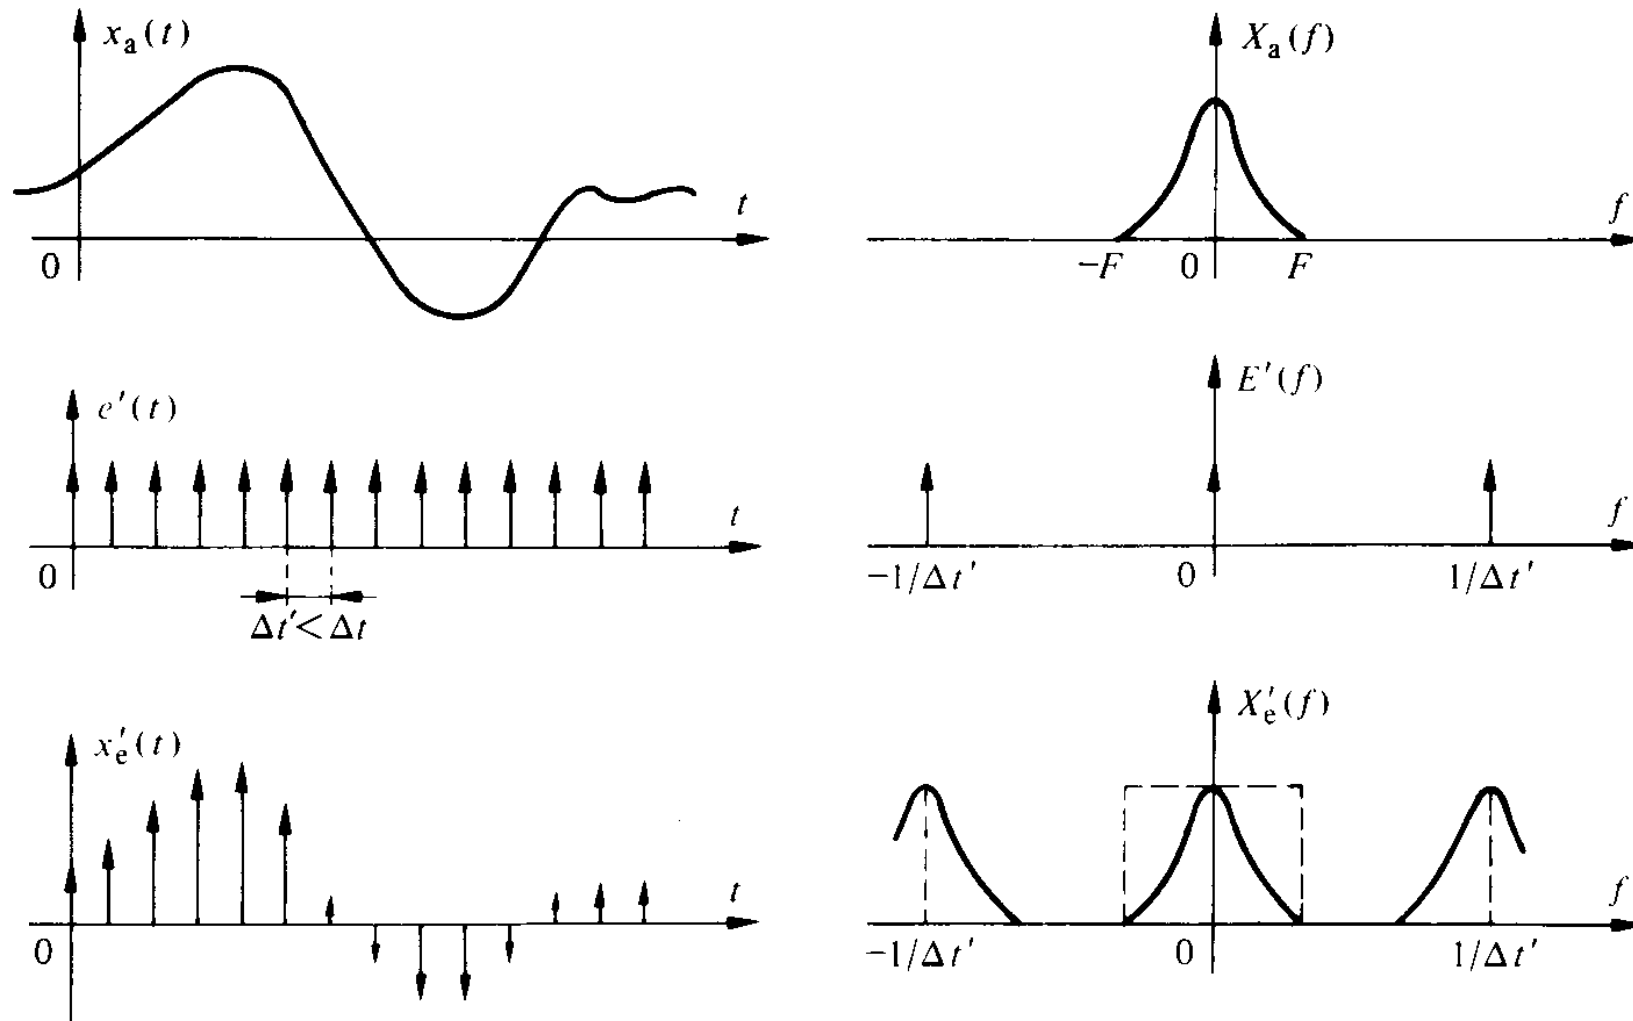 x_a(t)
t
0
X_a(f)
f
-F 0 F
e'(t)
t
0
Δt'<Δt
E'(f)
f
-1/Δt' 0 1/Δt'
x'_e(t)
t
0
X'_e(f)
f
-1/Δt' 0 1/Δt'